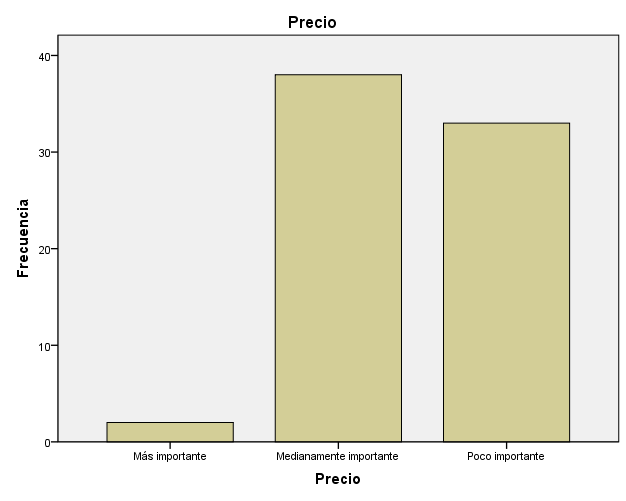 Precio
40
30
20
10
0
Frecuencia
Más importante
Medianamente importante
Poco importante
Precio